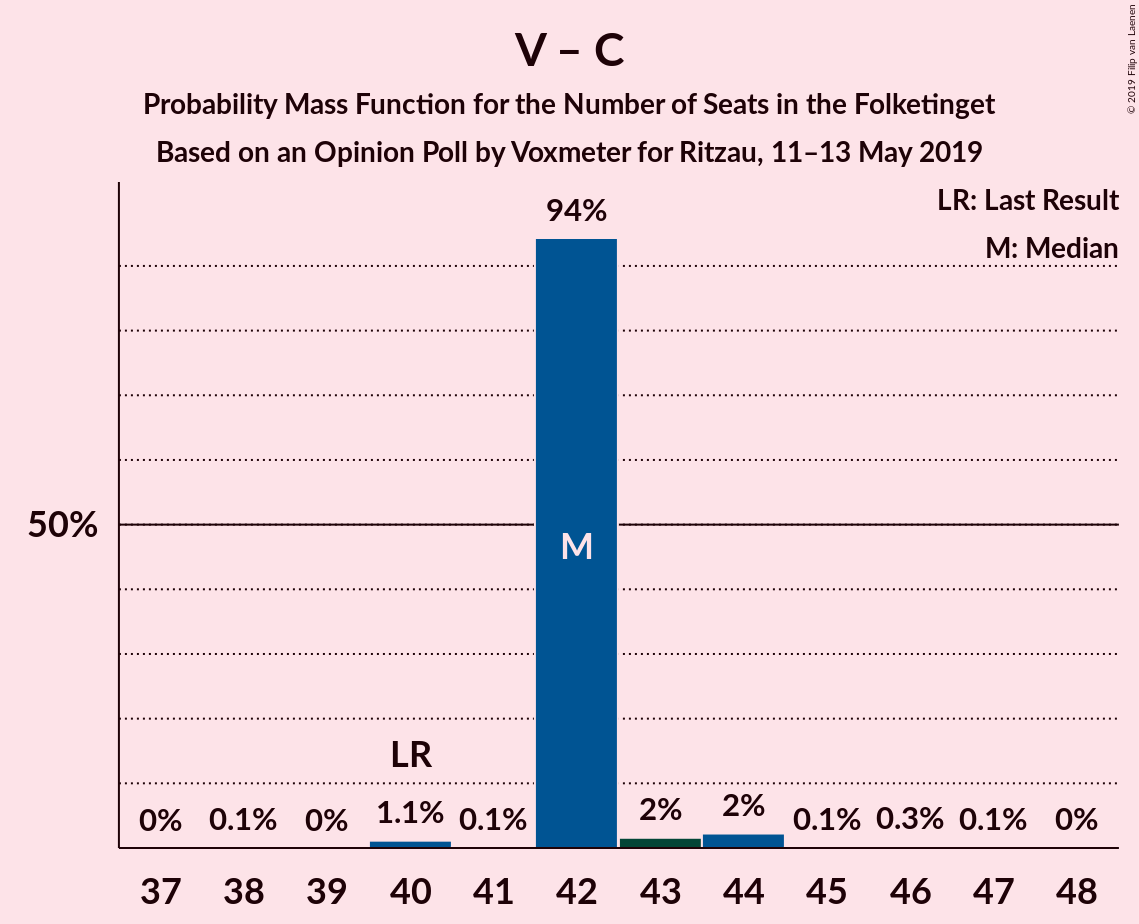 V – C
Probability Mass Function for the Number of Seats in the Folketinget
Based on an Opinion Poll by Voxmeter for Ritzau, 11–13 May 2019
© 2019 Filip van Laenen
LR: Last Result
M: Median
94%
50%
M
LR
0% 0.1% 0% 1.1% 0.1% 2% 2% 0.1% 0.3% 0.1% 0%
37 38 39 40 41 42 43 44 45 46 47 48